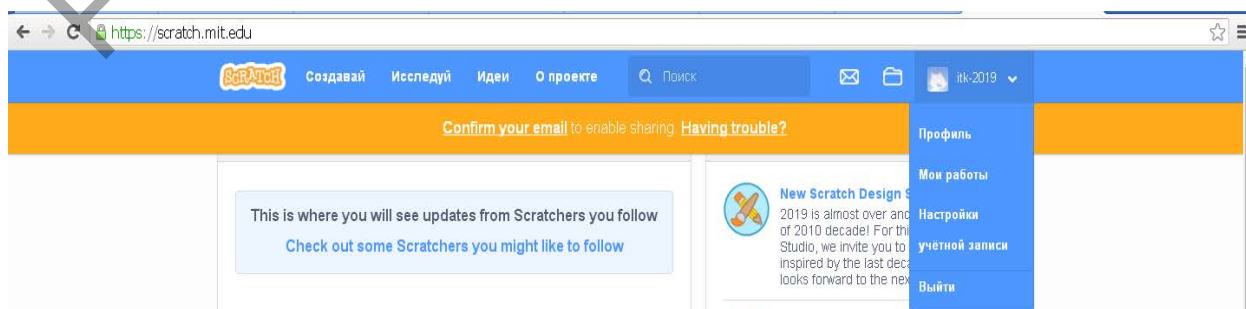 https://scratch.mit.edu
SCRATCH Создавай Исследуй Идеи О проекте Поиск itk-2019
Confirm your email to enable sharing. Having trouble?
Профиль
Мои работы
Настройки
учётной записи
Выйти
This is where you will see updates from Scratchers you follow
Check out some Scratchers you might like to follow
New Scratch Design S
2019 is almost over and
of 2010 decade! For thi
Studio, we invite you to
inspired by the last deca
looks forward to the nex